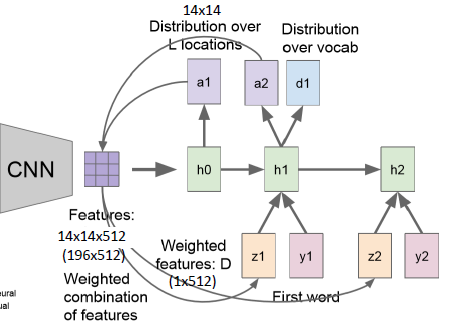 14x14
Distribution over
L locations
Distribution
over vocab
a1
a2
d1
CNN
h0
h1
h2
Features:
14x14x512
(196x512)
Weighted
features: D
(1x512)
z1
y1
z2
y2
Weighted
combination
of features
First word
eural
ual